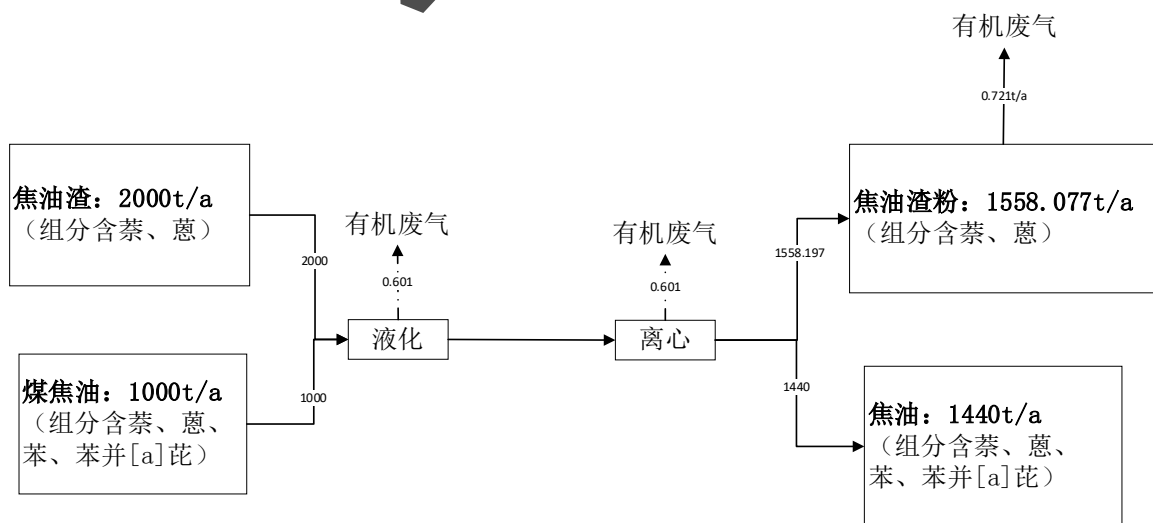 有机废气
0.721t/a
焦油渣：2000t/a
（组分含萘、蒽）
焦油渣粉：1558.077t/a
（组分含萘、蒽）
有机废气
有机废气
2000
0.601
0.601
1558.197
液化
离心
煤焦油：1000t/a
（组分含萘、蒽、
苯、苯并[a]芘）
1000
1440
焦油：1440t/a
（组分含萘、蒽、
苯、苯并[a]芘）